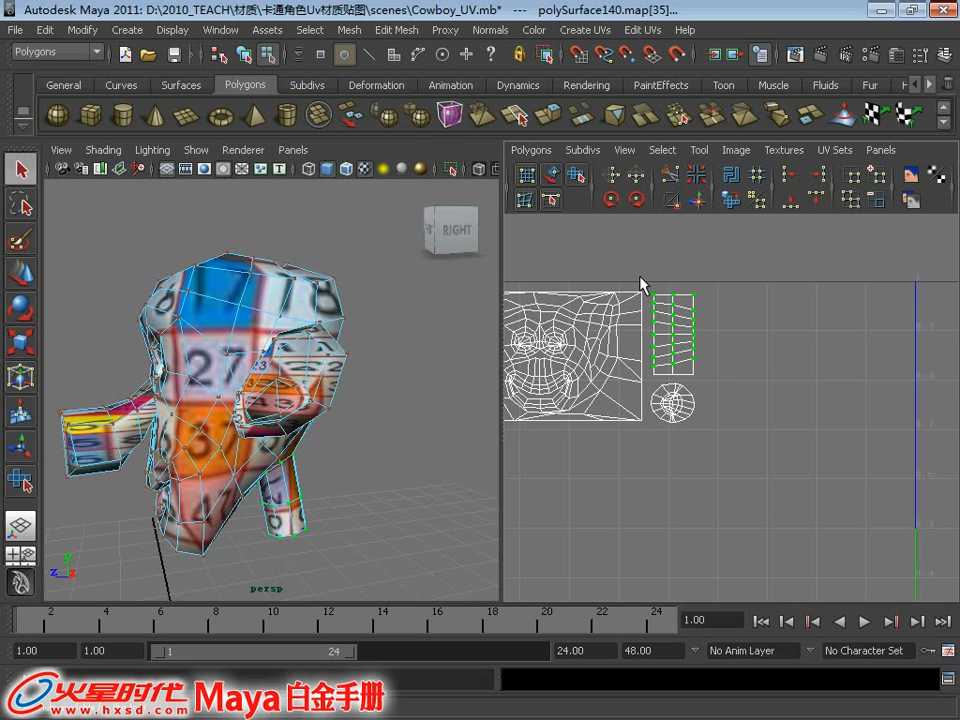 Autodesk Maya 2011: D:\2010_TEACH\材质\卡通角色Uv材质贴图\scenes\Cowboy_UV.mb* --- polySurface140.map[35]...
File Edit Modify Create Display Window Assets Select Mesh Edit Mesh Proxy Normals Color Create UVs Edit UVs Help
Polygons
General Curves Surfaces Polygons Subdivs Deformation Animation Dynamics Rendering PaintEffects Toon Muscle Fluids Fur
View Shading Lighting Show Renderer Panels
Polygons Subdivs View Select Tool Image Textures UV Sets Panels
RIGHT
27
persp
2 4 6 8 10 12 14 16 18 20 22 24
1.00
1.00 1.00 1 24 24.00 48.00 No Anim Layer No Character Set
火星时代
www.hxsd.com
Maya 白金手册